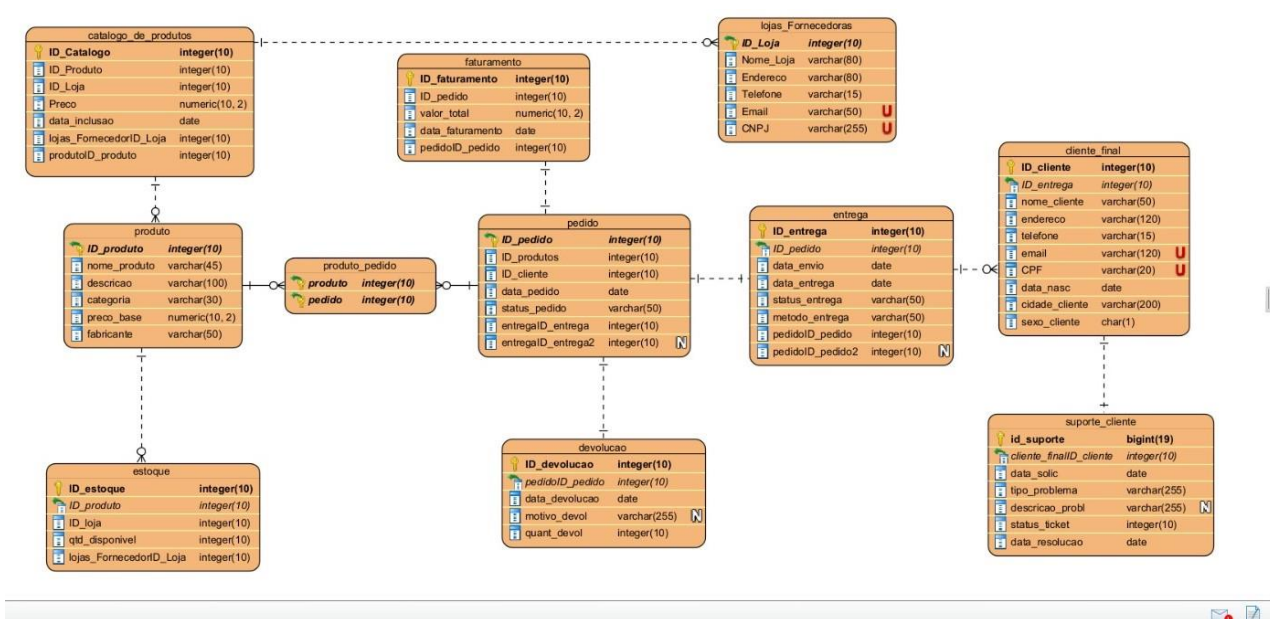 catalogo_de_produtos
ID_Catalogo integer(10)
ID_Produto integer(10)
ID_Loja integer(10)
Preco numeric(10, 2)
data_inclusao date
lojas_FornecedorID_Loja integer(10)
produtoID_produto integer(10)
faturamento
ID_faturamento integer(10)
ID_pedido integer(10)
valor_total numeric(10, 2)
data_faturamento date
pedidoID_pedido integer(10)
lojas_Fornecedoras
ID_Loja integer(10)
Nome_Loja varchar(80)
Endereco varchar(80)
Telefone varchar(15)
Email varchar(50) U
CNPJ varchar(255) U
cliente_final
ID_cliente integer(10)
ID_entrega integer(10)
nome_cliente varchar(50)
endereco varchar(120)
telefone varchar(15)
email varchar(120) U
CPF varchar(20) U
data_nasc date
cidade_cliente varchar(200)
sexo_cliente char(1)
produto
ID_produto integer(10)
nome_produto varchar(45)
descricao varchar(100)
categoria varchar(30)
preco_base numeric(10, 2)
fabricante varchar(50)
produto_pedido
produto integer(10)
pedido integer(10)
pedido
ID_pedido integer(10)
ID_produtos integer(10)
ID_cliente integer(10)
data_pedido date
status_pedido varchar(50)
entregaID_entrega integer(10)
entregaID_entrega2 integer(10) N
entrega
ID_entrega integer(10)
ID_pedido integer(10)
data_envio date
data_entrega date
status_entrega varchar(50)
metodo_entrega varchar(50)
pedidoID_pedido integer(10)
pedidoID_pedido2 integer(10) N
estoque
ID_estoque integer(10)
ID_produto integer(10)
ID_loja integer(10)
qtd_disponivel integer(10)
lojas_FornecedorID_Loja integer(10)
devolucao
ID_devolucao integer(10)
pedidoID_pedido integer(10)
data_devolucao date
motivo_devol varchar(255) N
quant_devol integer(10)
suporte_cliente
id_suporte bigint(19)
cliente_finalID_cliente integer(10)
data_solic date
tipo_problema varchar(255)
descricao_probl varchar(255) N
status_ticket integer(10)
data_resolucao date